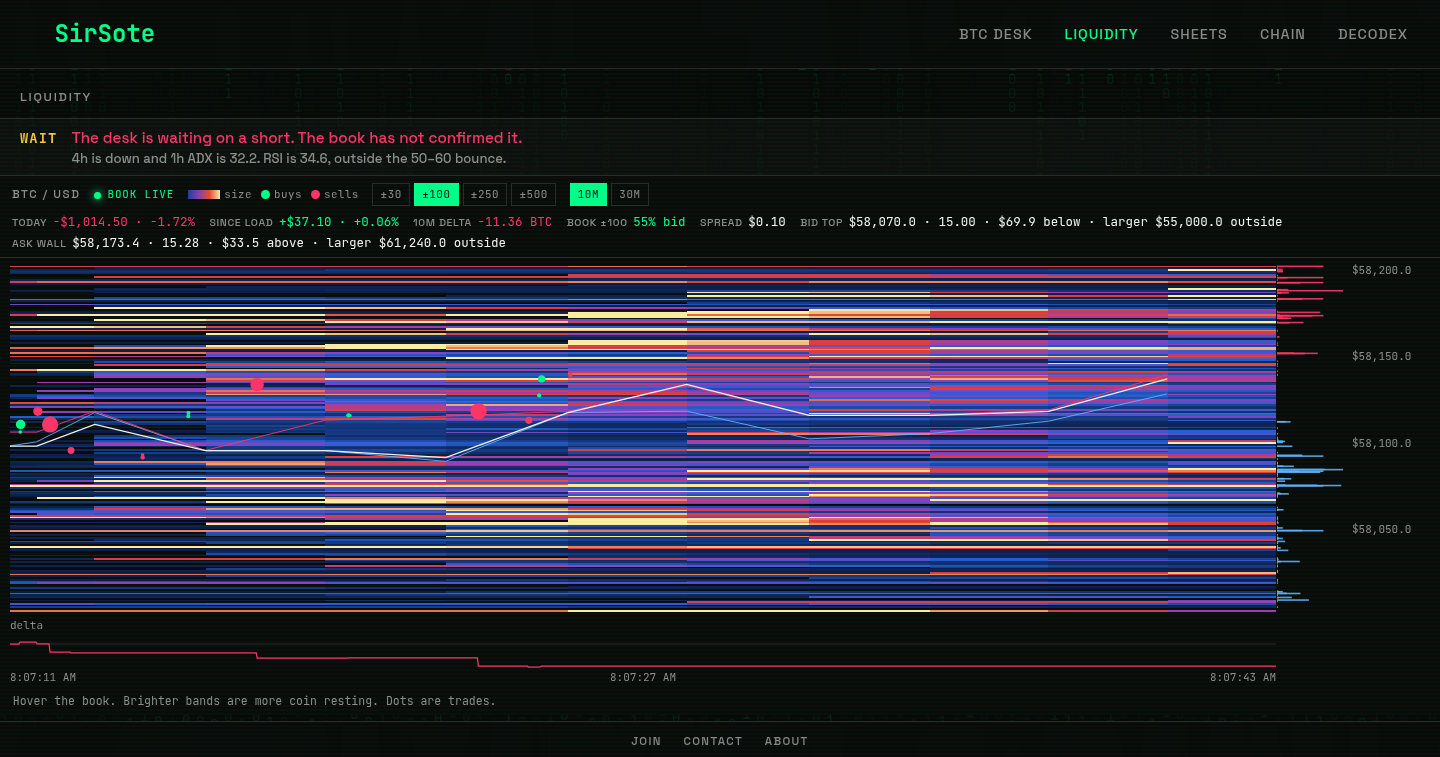 SirSote
BTC DESK LIQUIDITY SHEETS CHAIN DECODEX
LIQUIDITY
WAIT The desk is waiting on a short. The book has not confirmed it.
4h is down and 1h ADX is 32.2. RSI is 34.6, outside the 50–60 bounce.
BTC / USD BOOK LIVE size buys sells ±30 ±100 ±250 ±500 10M 30M
TODAY -$1,014.50 · -1.72% SINCE LOAD +$37.10 · +0.06% 10M DELTA -11.36 BTC BOOK ±100 55% bid SPREAD $0.10 BID TOP $58,070.0 · 15.00 · $69.9 below · larger $55,000.0 outside
ASK WALL $58,173.4 · 15.28 · $33.5 above · larger $61,240.0 outside
$58,200.0
$58,150.0
$58,100.0
$58,050.0
delta
8:07:11 AM 8:07:27 AM 8:07:43 AM
Hover the book. Brighter bands are more coin resting. Dots are trades.
JOIN CONTACT ABOUT